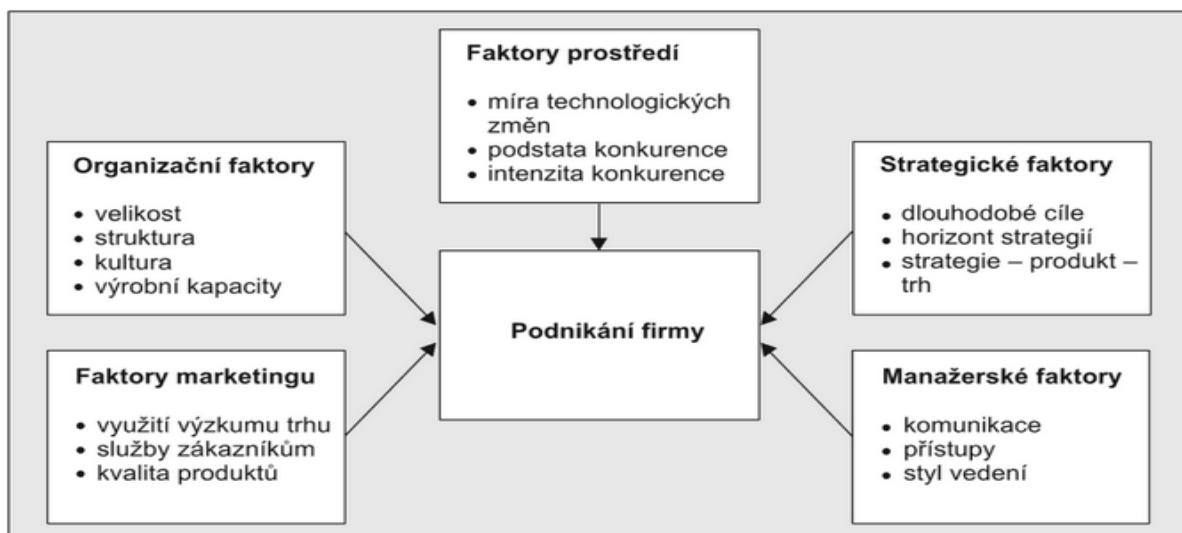 Faktory prostředí
• míra technologických
změn
• podstata konkurence
• intenzita konkurence
Organizační faktory
• velikost
• struktura
• kultura
• výrobní kapacity
Strategické faktory
• dlouhodobé cíle
• horizont strategií
• strategie – produkt –
trh
Podnikání firmy
Faktory marketingu
• využití výzkumu trhu
• služby zákazníkům
• kvalita produktů
Manažerské faktory
• komunikace
• přístupy
• styl vedení